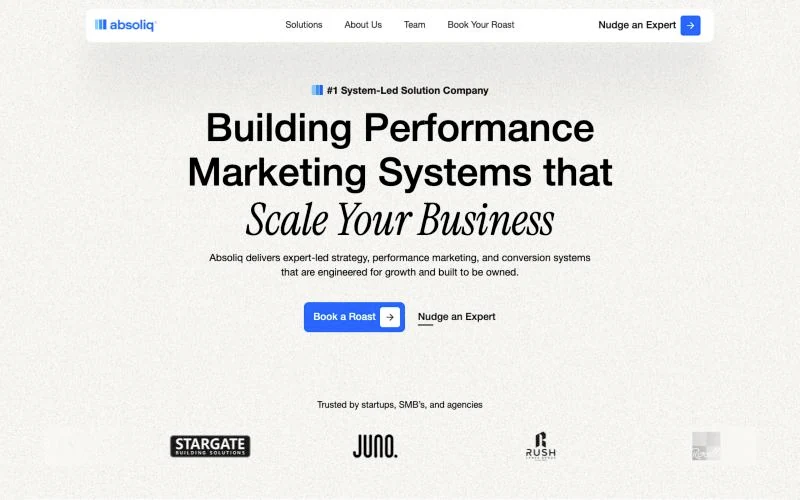 absoliq
Solutions
About Us
Team
Book Your Roast
Nudge an Expert
#1 System-Led Solution Company
Building Performance
Marketing Systems that
Scale Your Business
Absoliq delivers expert-led strategy, performance marketing, and conversion systems
that are engineered for growth and built to be owned.
Book a Roast
Nudge an Expert
Trusted by startups, SMB's, and agencies
STARGATE
BUILDING SOLUTIONS
JUNO.
RUSH